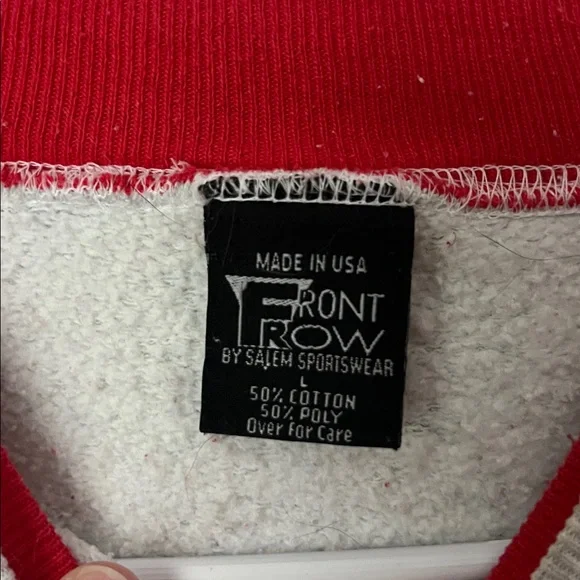 MADE IN USA
FRONT
ROW
BY SALEM SPORTSWEAR
L
50% COTTON
50% POLY
Over For Care